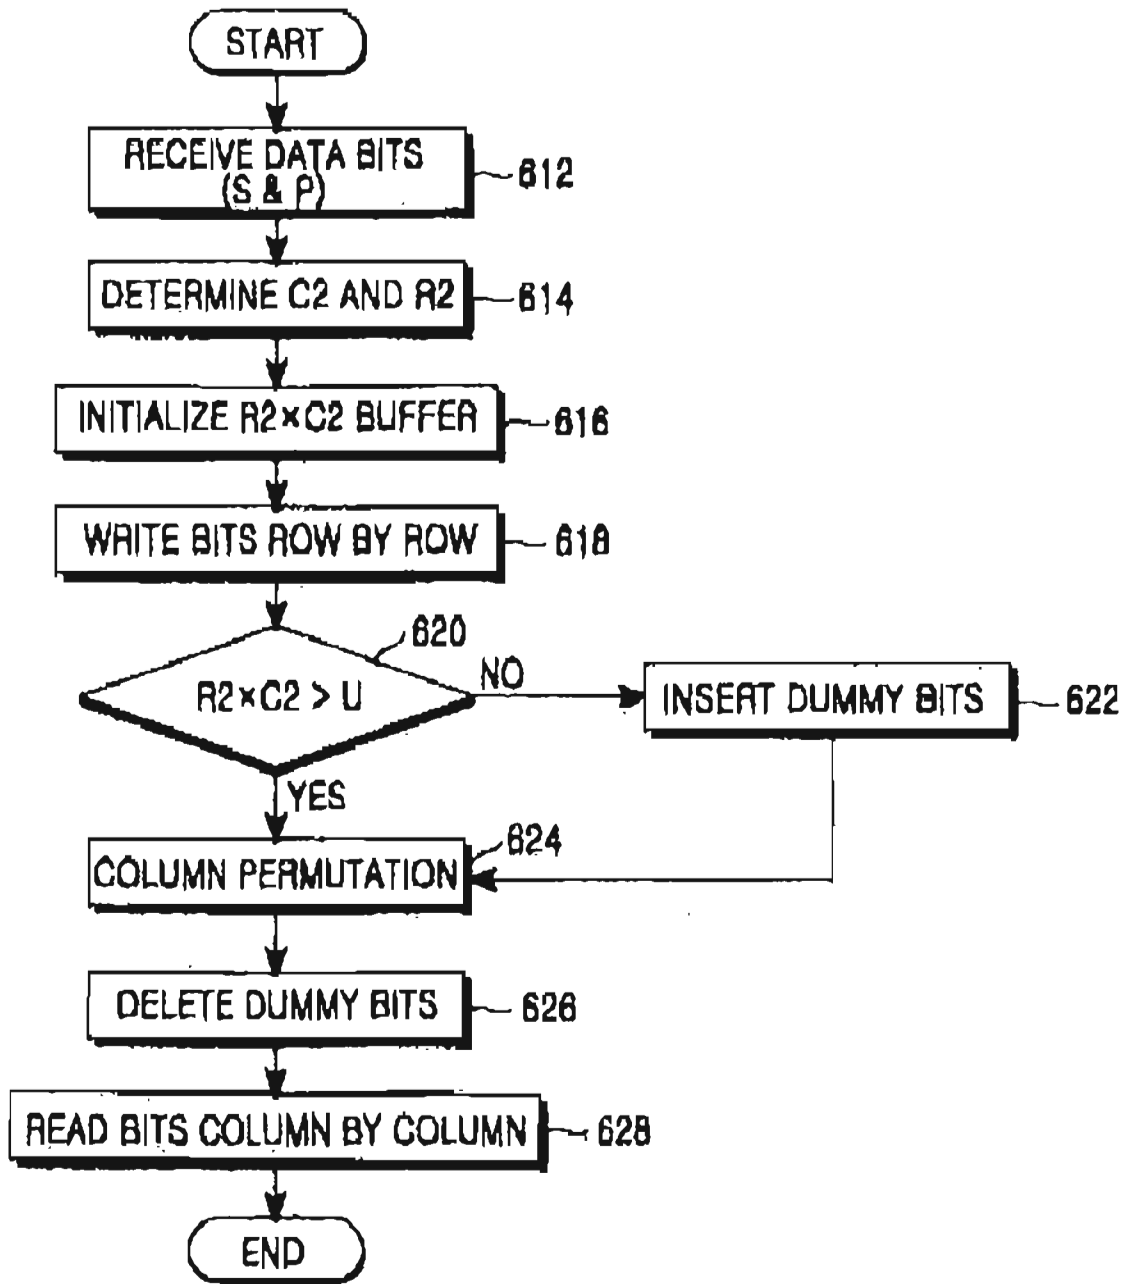 START
RECEIVE DATA BITS
(S & P)
612
DETERMINE C2 AND R2
614
INITIALIZE R2×C2 BUFFER
616
WRITE BITS ROW BY ROW
618
620
R2×C2 > U
NO
INSERT DUMMY BITS
622
YES
624
COLUMN PERMUTATION
DELETE DUMMY BITS
626
READ BITS COLUMN BY COLUMN
628
END